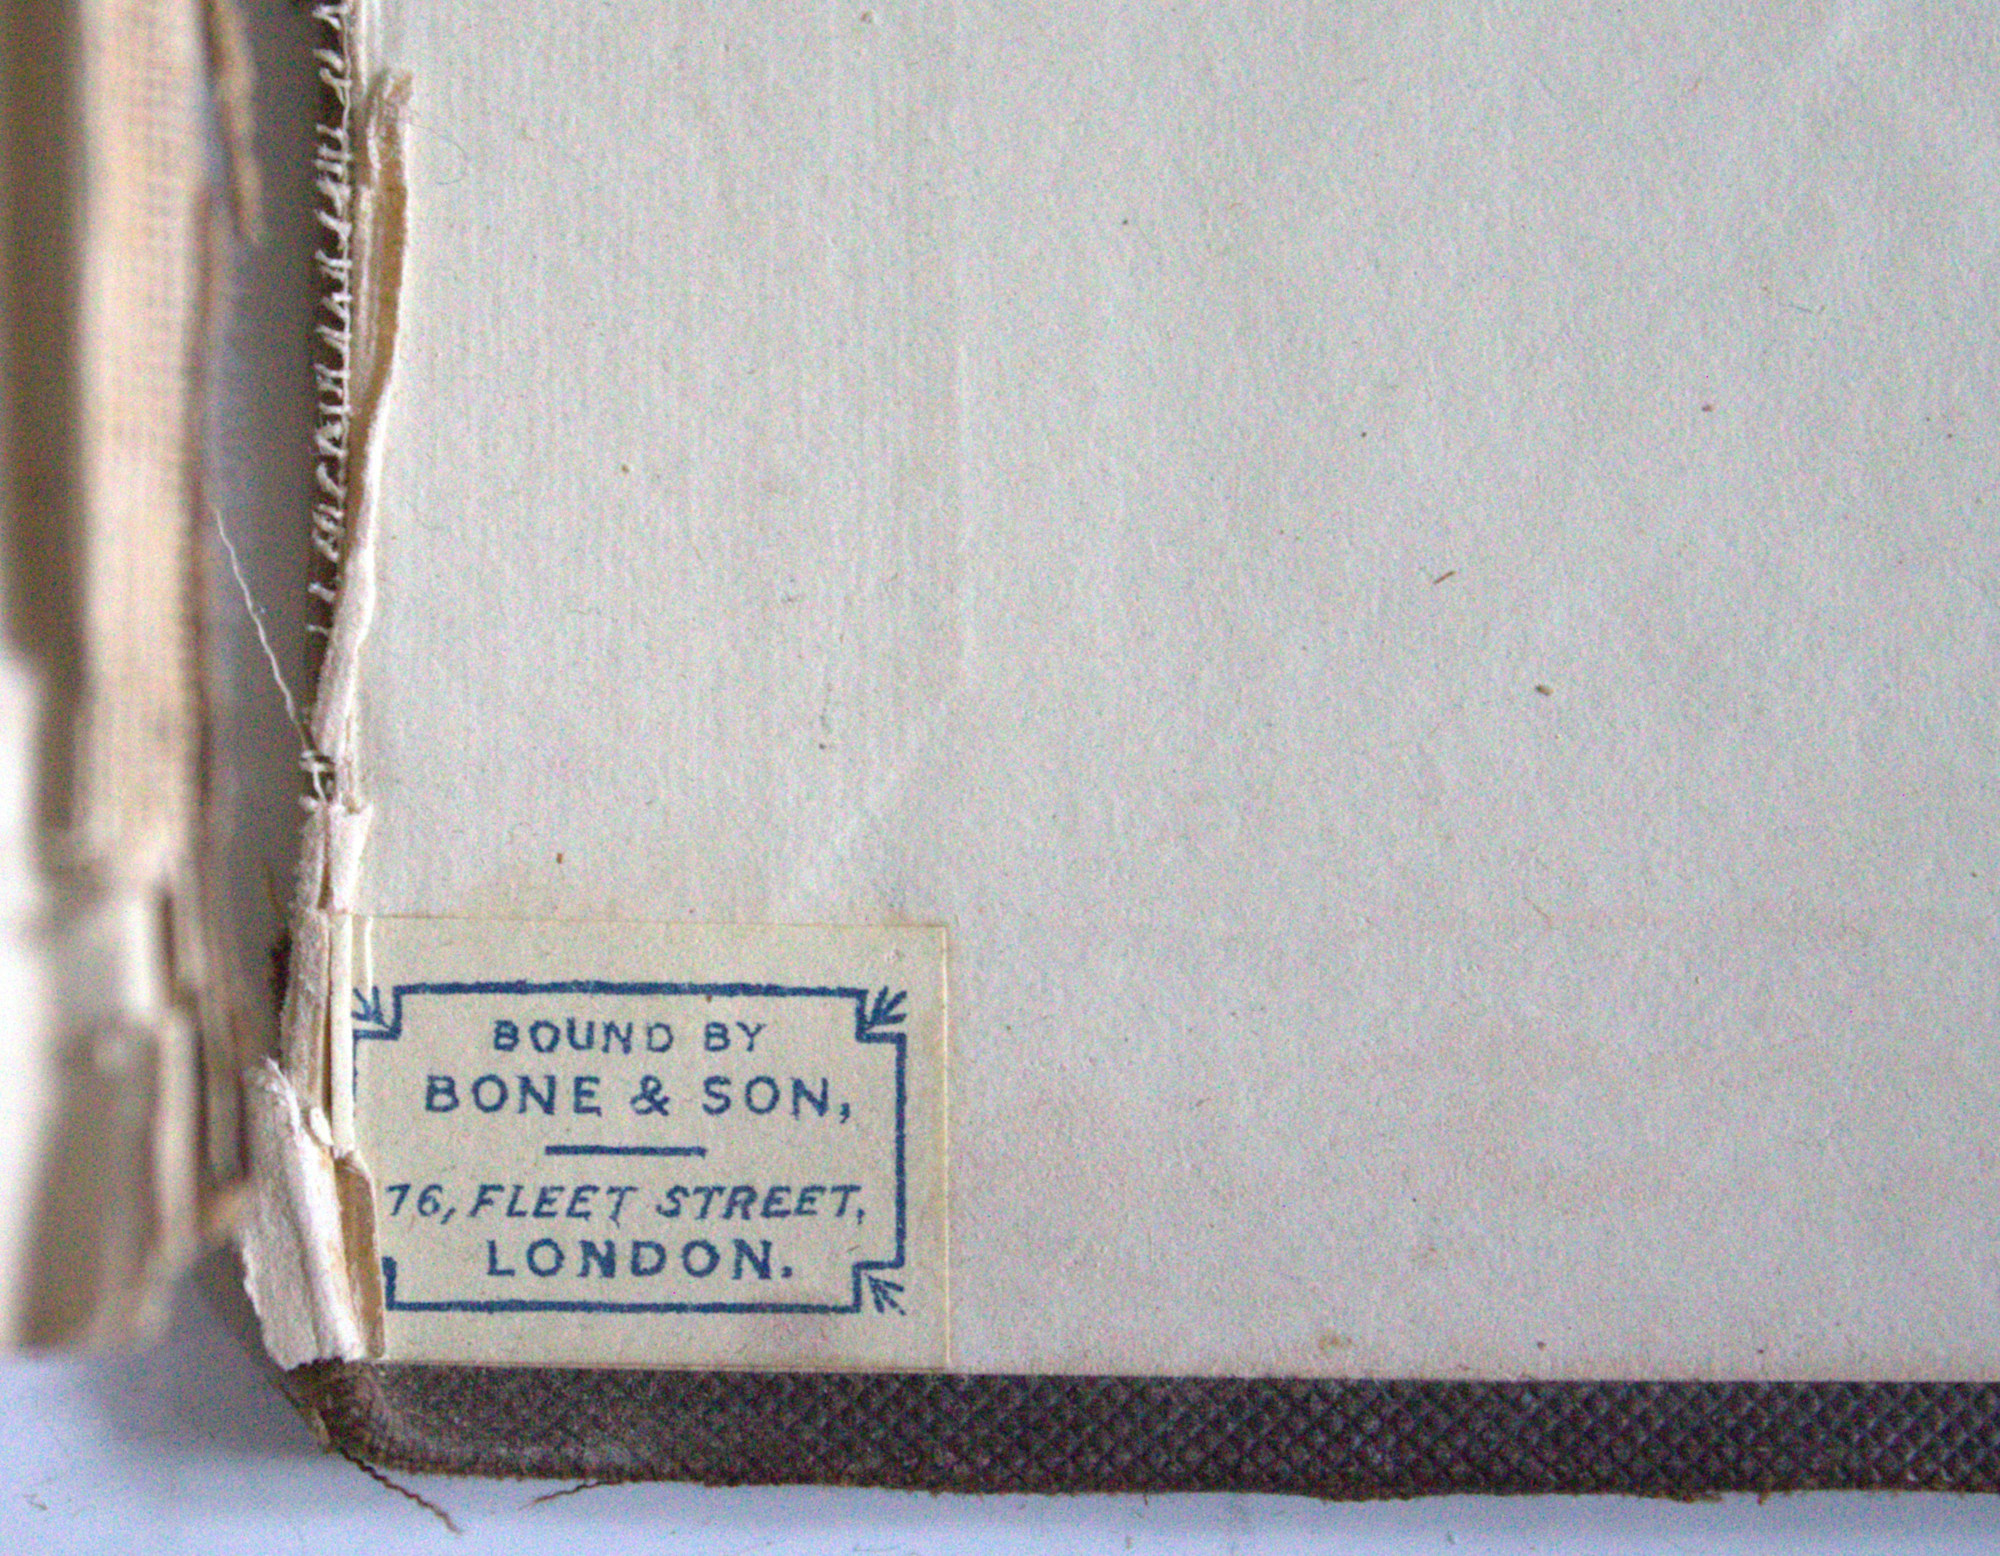 BOUND BY
BONE & SON,
76, FLEET STREET,
LONDON.